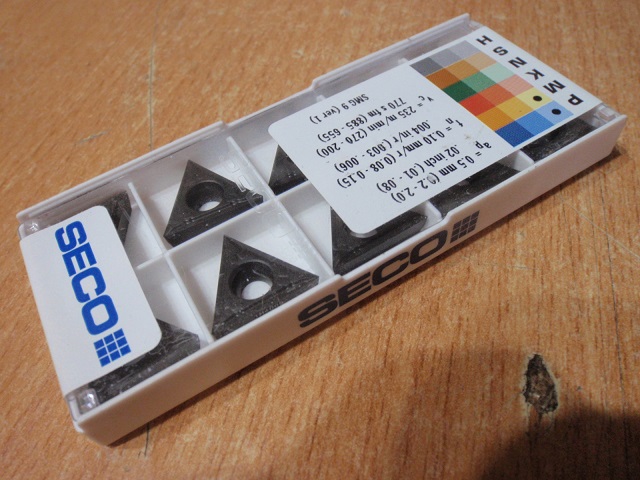 P
M
K
N
S
H
ap = 0.5 mm (0.2 - 2.0)
.02 inch (.01 - .08)
fn = 0.10 mm/r (0.08 - 0.15)
.004 in/r (.003 - .006)
vc = 235 m/min (270 - 200)
770 s fm (885 - 655)
SMG 9 (ver 1)
SECO
SECO